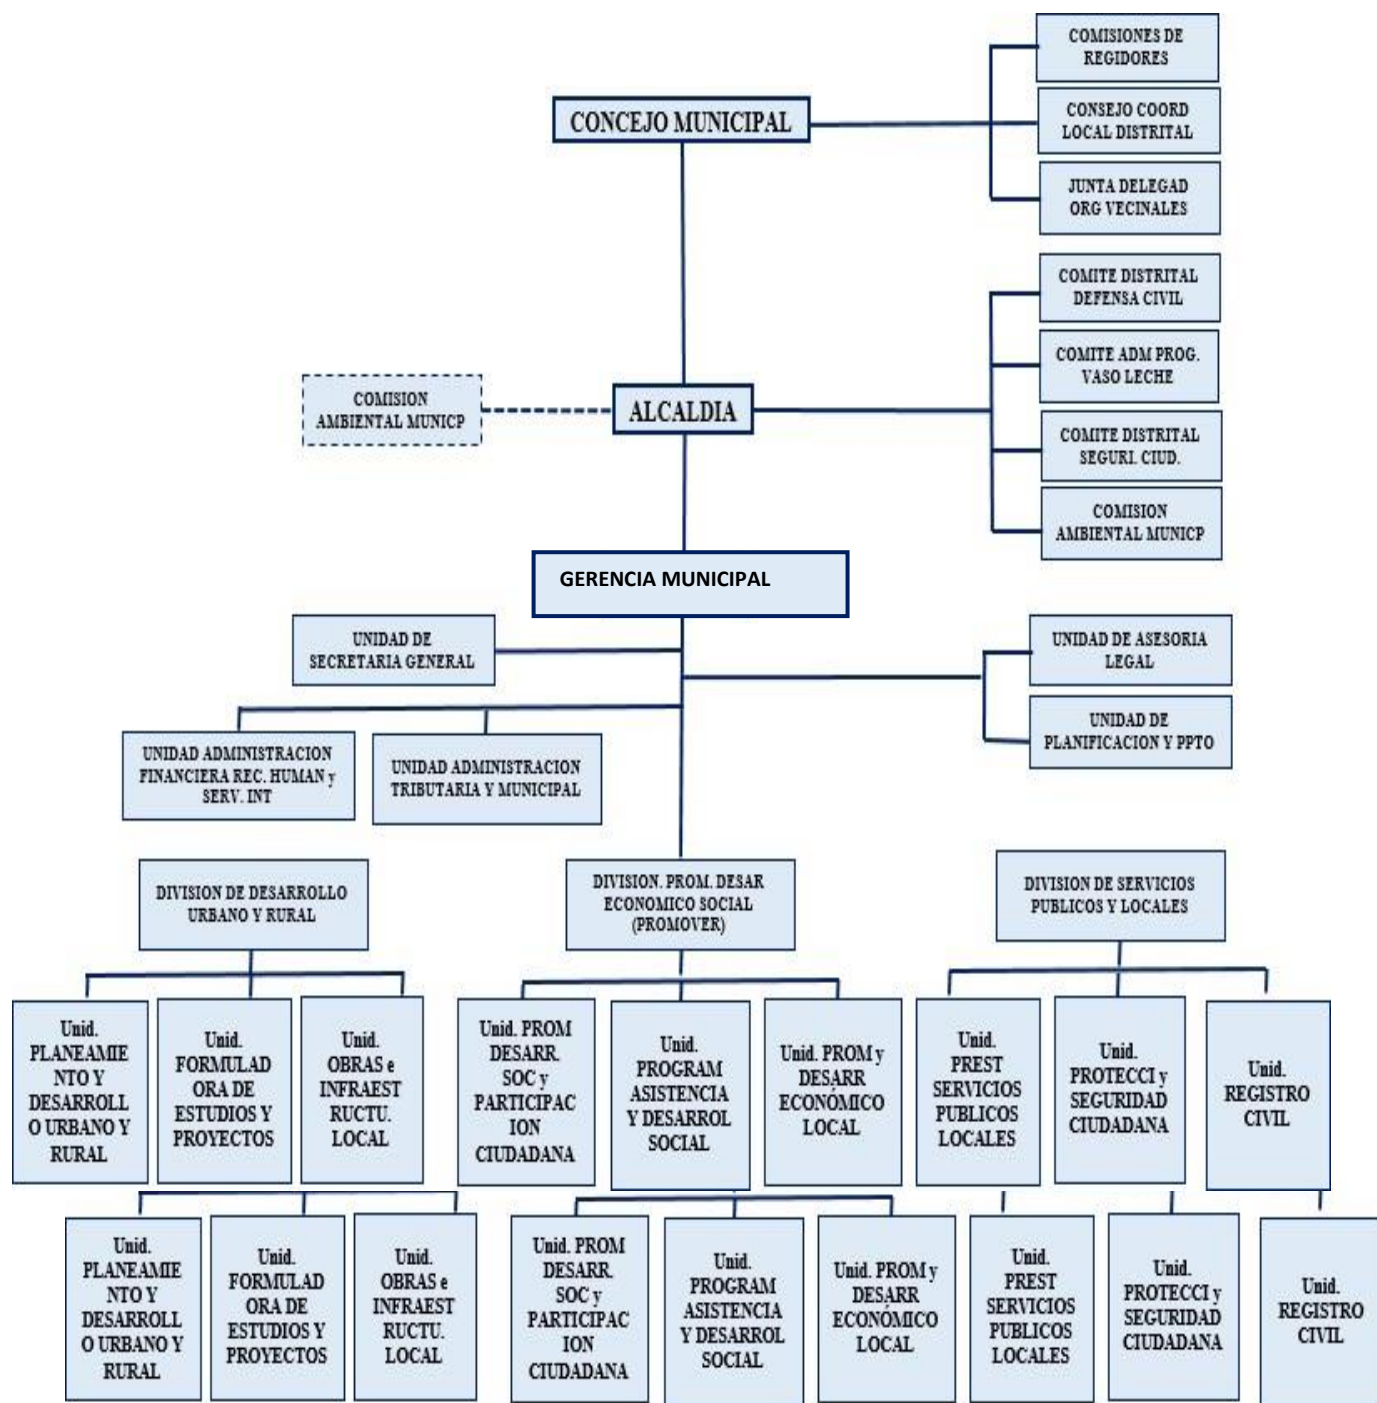 COMISIONES DE
REGIDORES
CONCEJO MUNICIPAL
CONSEJO COORD
LOCAL DISTRITAL
JUNTA DELEGAD
ORG VECINALES
COMITE DISTRITAL
DEFENSA CIVIL
COMITE ADM PROG.
VASO LECHE
COMISION
AMBIENTAL MUNICP
ALCALDIA
COMITE DISTRITAL
SEGURI. CIUD.
COMISION
AMBIENTAL MUNICP
GERENCIA MUNICIPAL
UNIDAD DE
SECRETARIA GENERAL
UNIDAD DE ASESORIA
LEGAL
UNIDAD DE
PLANIFICACION Y PPTO
UNIDAD ADMINISTRACION
FINANCIERA REC. HUMAN y
SERV. INT
UNIDAD ADMINISTRACION
TRIBUTARIA Y MUNICIPAL
DIVISION DE DESARROLLO
URBANO Y RURAL
DIVISION. PROM. DESAR
ECONOMICO SOCIAL
(PROMOVER)
DIVISION DE SERVICIOS
PUBLICOS Y LOCALES
Unid.
PLANEAMIE
NTO Y
DESARROLL
O URBANO Y
RURAL
Unid.
FORMULAD
ORA DE
ESTUDIOS Y
PROYECTOS
Unid.
OBRAS e
INFRAEST
RUCTU.
LOCAL
Unid. PROM
DESARR.
SOC y
PARTICIPAC
ION
CIUDADANA
Unid.
PROGRAM
ASISTENCIA
Y DESARROL
SOCIAL
Unid. PROM y
DESARR
ECONÓMICO
LOCAL
Unid.
PREST
SERVICIOS
PUBLICOS
LOCALES
Unid.
PROTECCI y
SEGURIDAD
CIUDADANA
Unid.
REGISTRO
CIVIL
Unid.
PLANEAMIE
NTO Y
DESARROLL
O URBANO Y
RURAL
Unid.
FORMULAD
ORA DE
ESTUDIOS Y
PROYECTOS
Unid.
OBRAS e
INFRAEST
RUCTU.
LOCAL
Unid. PROM
DESARR.
SOC y
PARTICIPAC
ION
CIUDADANA
Unid.
PROGRAM
ASISTENCIA
Y DESARROL
SOCIAL
Unid. PROM y
DESARR
ECONÓMICO
LOCAL
Unid.
PREST
SERVICIOS
PUBLICOS
LOCALES
Unid.
PROTECCI y
SEGURIDAD
CIUDADANA
Unid.
REGISTRO
CIVIL